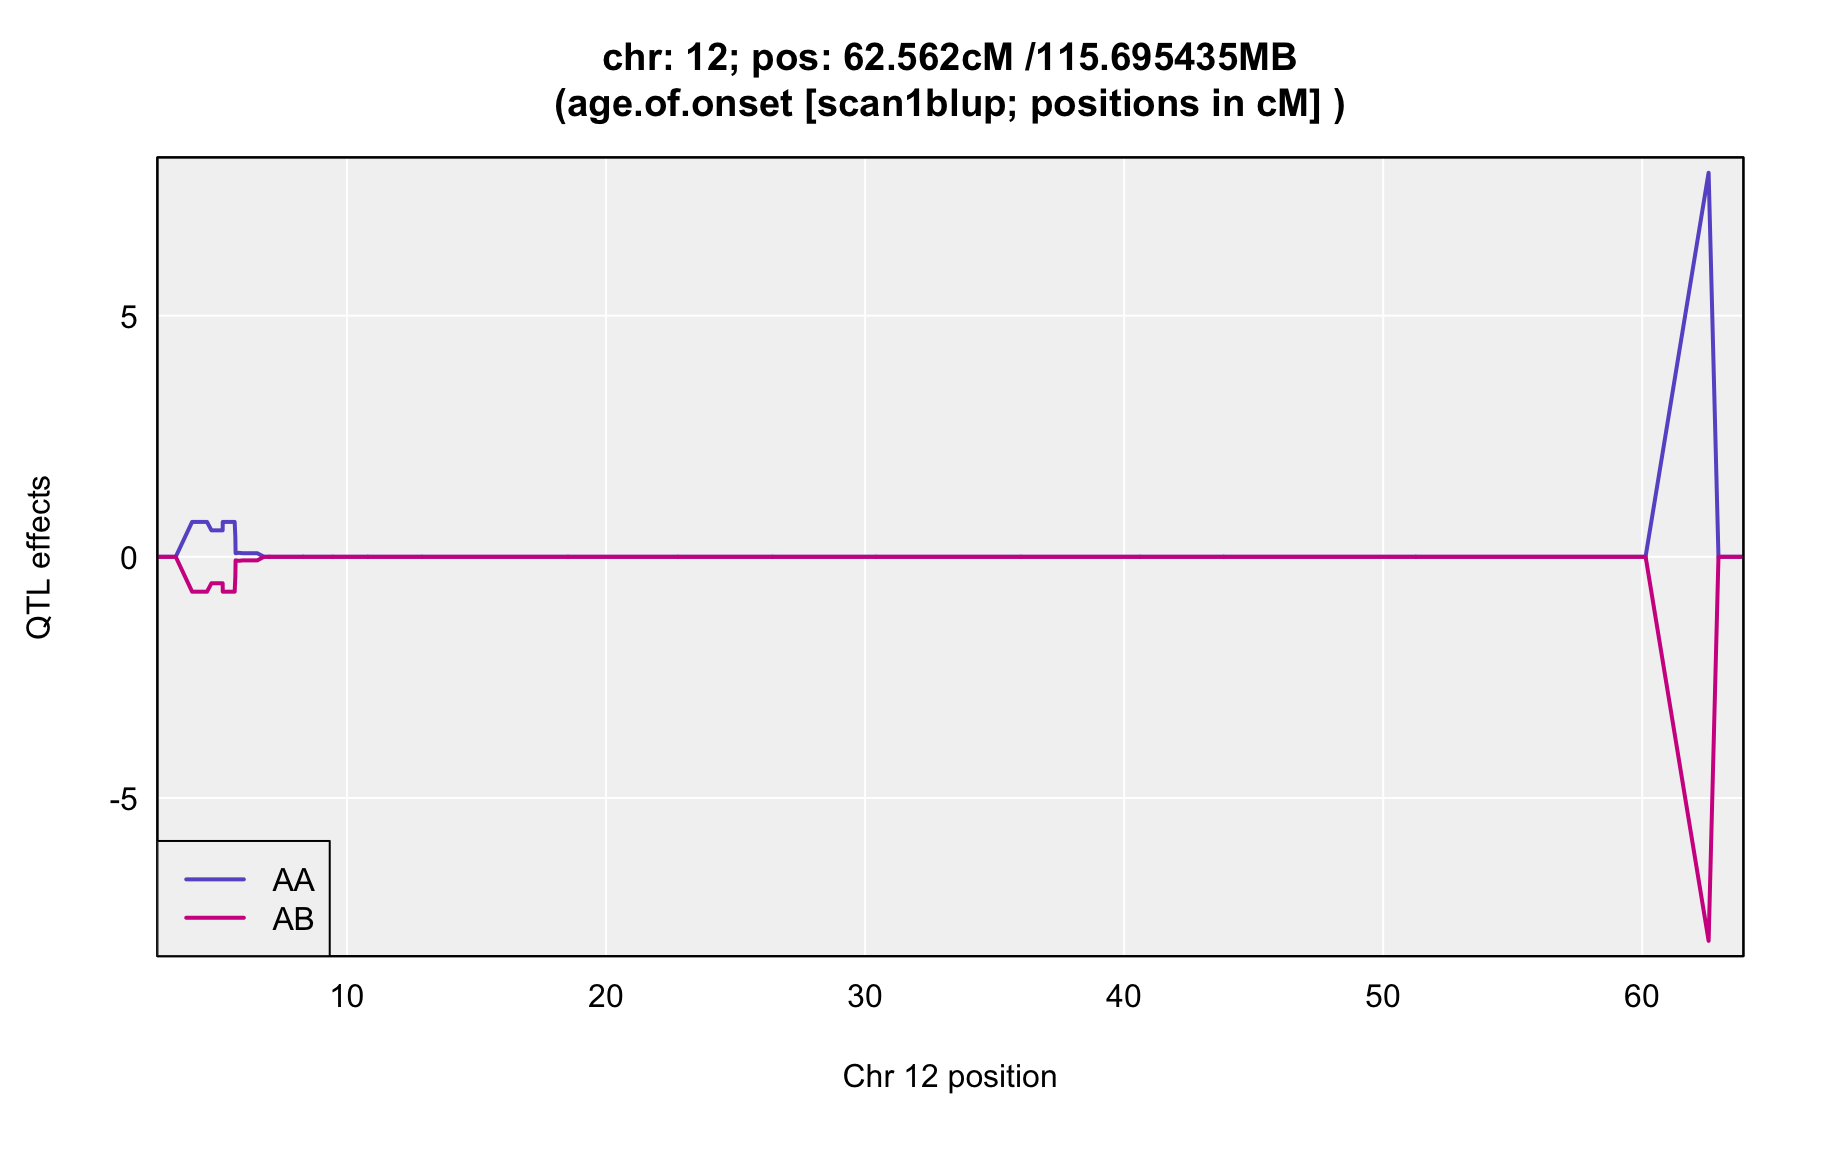 chr: 12; pos: 62.562cM /115.695435MB
(age.of.onset [scan1blup; positions in cM] )
5
0
-5
QTL effects
AA
AB
10 20 30 40 50 60
Chr 12 position